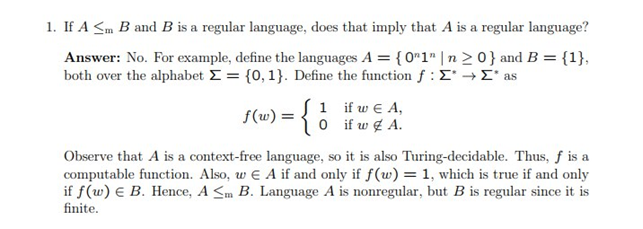 1. If A ≤ₘ B and B is a regular language, does that imply that A is a regular language?
Answer: No. For example, define the languages A = { 0ⁿ1ⁿ | n ≥ 0 } and B = {1},
both over the alphabet Σ = {0, 1}. Define the function f : Σ* → Σ* as
f(w) = { 1 if w ∈ A,
0 if w ∉ A.
Observe that A is a context-free language, so it is also Turing-decidable. Thus, f is a
computable function. Also, w ∈ A if and only if f(w) = 1, which is true if and only
if f(w) ∈ B. Hence, A ≤ₘ B. Language A is nonregular, but B is regular since it is
finite.